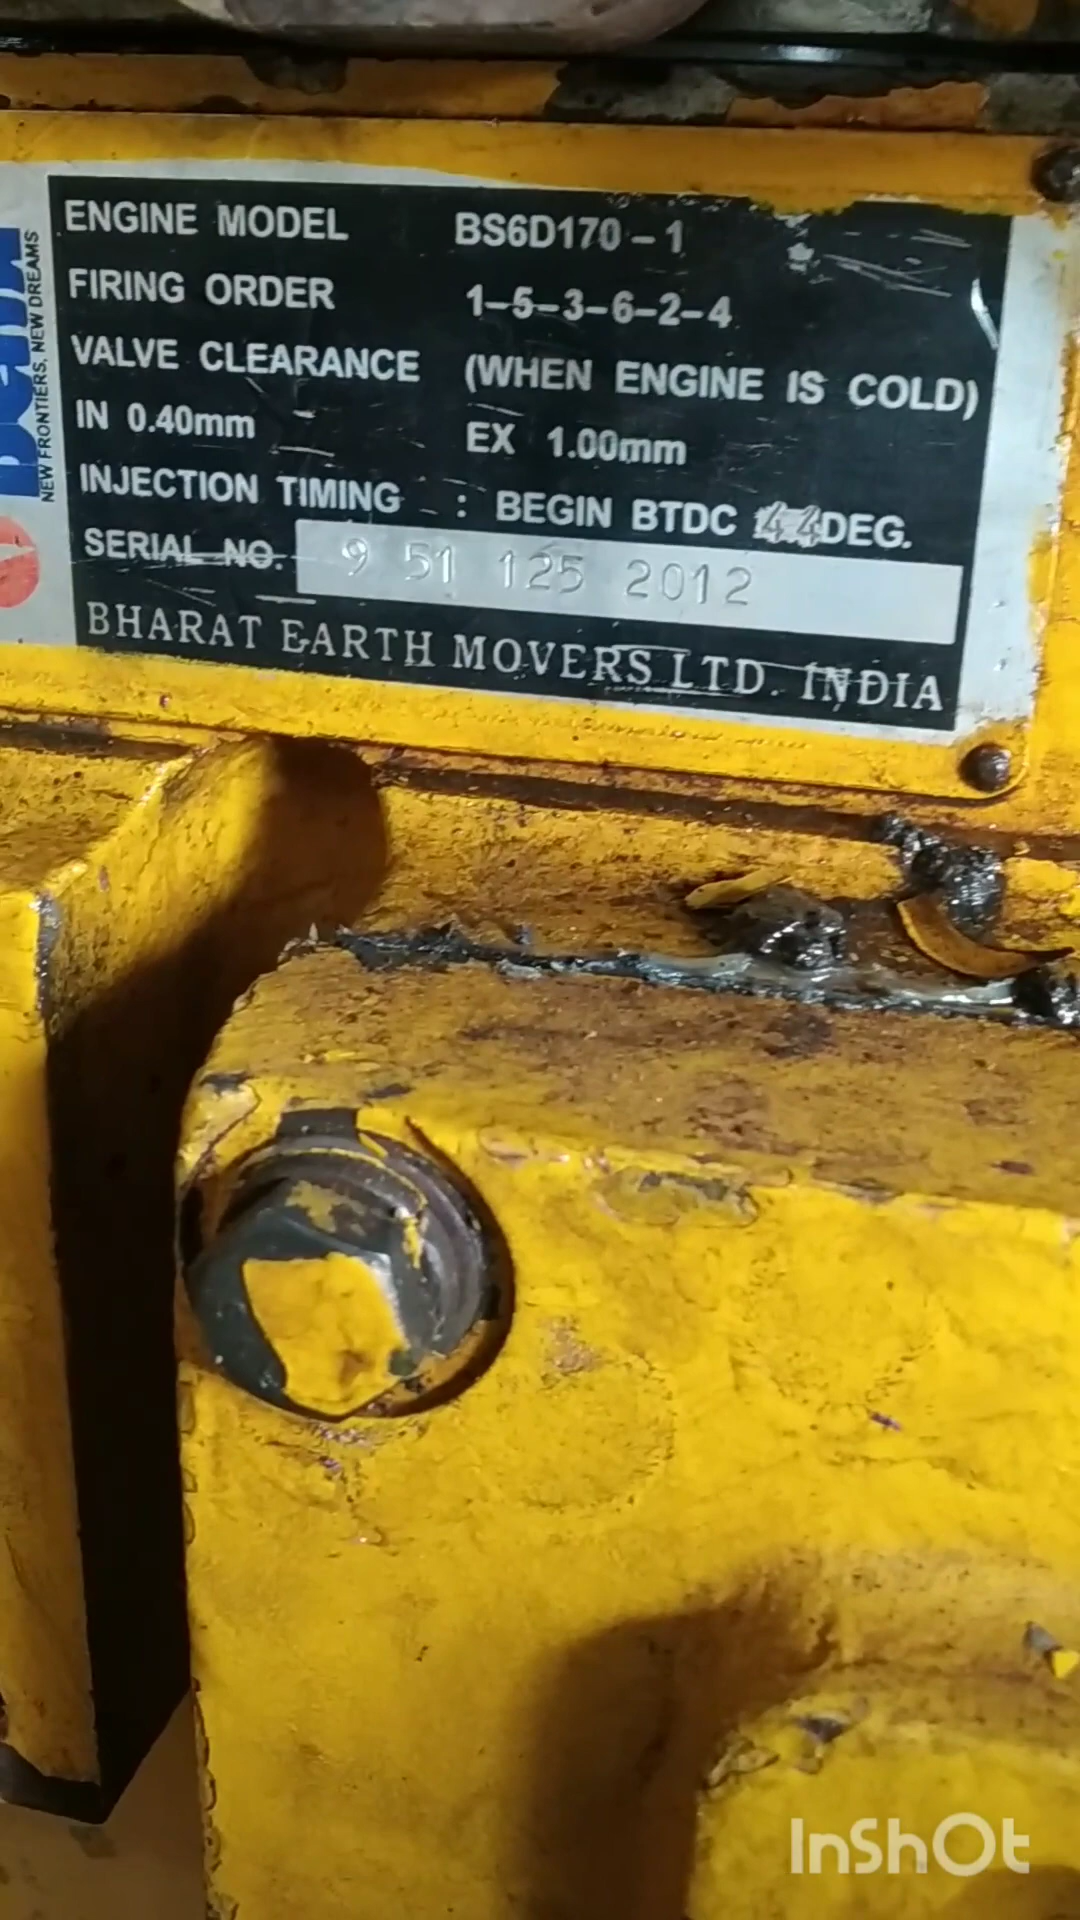 BEML
NEW FRONTIERS. NEW DREAMS
ENGINE MODEL BS6D170-1
FIRING ORDER 1-5-3-6-2-4
VALVE CLEARANCE (WHEN ENGINE IS COLD)
IN 0.40mm - EX 1.00mm
INJECTION TIMING : BEGIN BTDC 44DEG.
SERIAL NO. 9 51 125 2012
BHARAT EARTH MOVERS LTD. INDIA
InShOt